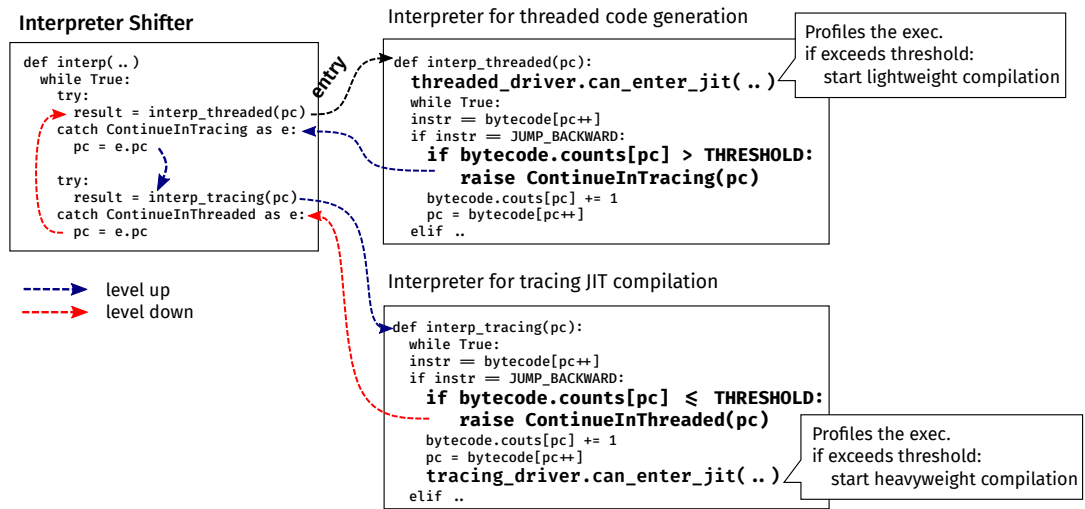 Interpreter Shifter
def interp(..)
while True:
try:
result = interp_threaded(pc)
catch ContinueInTracing as e:
pc = e.pc
try:
result = interp_tracing(pc)
catch ContinueInThreaded as e:
pc = e.pc
level up
level down
entry
Interpreter for threaded code generation
def interp_threaded(pc):
threaded_driver.can_enter_jit(..)
while True:
instr == bytecode[pc++]
if instr == JUMP_BACKWARD:
if bytecode.counts[pc] > THRESHOLD:
raise ContinueInTracing(pc)
bytecode.couts[pc] += 1
pc = bytecode[pc++]
elif ..
Profiles the exec.
if exceeds threshold:
start lightweight compilation
Interpreter for tracing JIT compilation
def interp_tracing(pc):
while True:
instr == bytecode[pc++]
if instr == JUMP_BACKWARD:
if bytecode.counts[pc] ⩽ THRESHOLD:
raise ContinueInThreaded(pc)
bytecode.couts[pc] += 1
pc = bytecode[pc++]
tracing_driver.can_enter_jit(..)
elif ..
Profiles the exec.
if exceeds threshold:
start heavyweight compilation